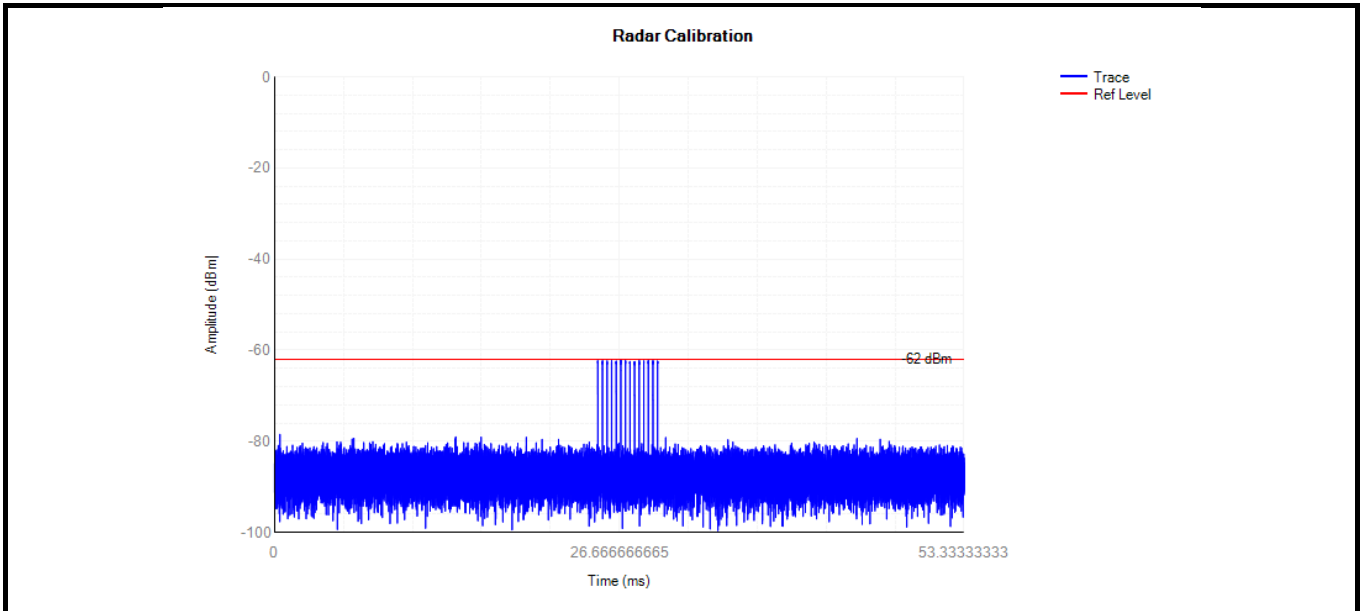 Radar Calibration
Trace
Ref Level
0
-20
-40
-60
-80
-100
Amplitude (dBm)
-62 dBm
0
26.666666665
53.33333333
Time (ms)